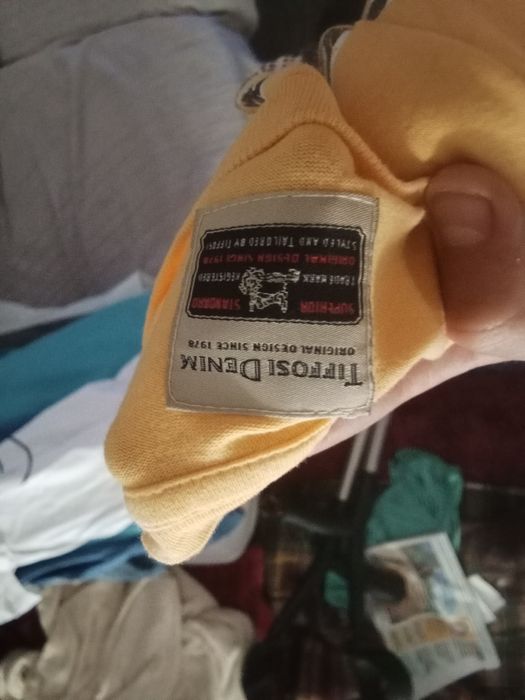 TIFFOSI DENIM
ORIGINAL DESIGN SINCE 1978
SUPERIOR STANDARD
TRADE MARK REGISTERED
ORIGINAL DESIGN SINCE 1978
STYLED AND TAILORED BY TIFFOSI